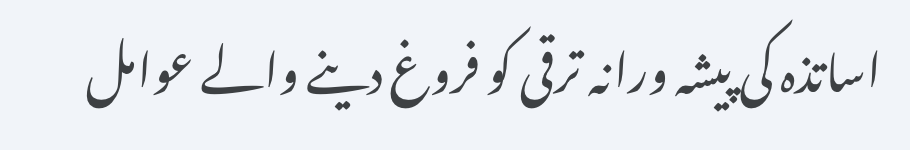 اساتذہ کی پیشہ ورانہ ترقی کو فروغ دینے والے عوامل